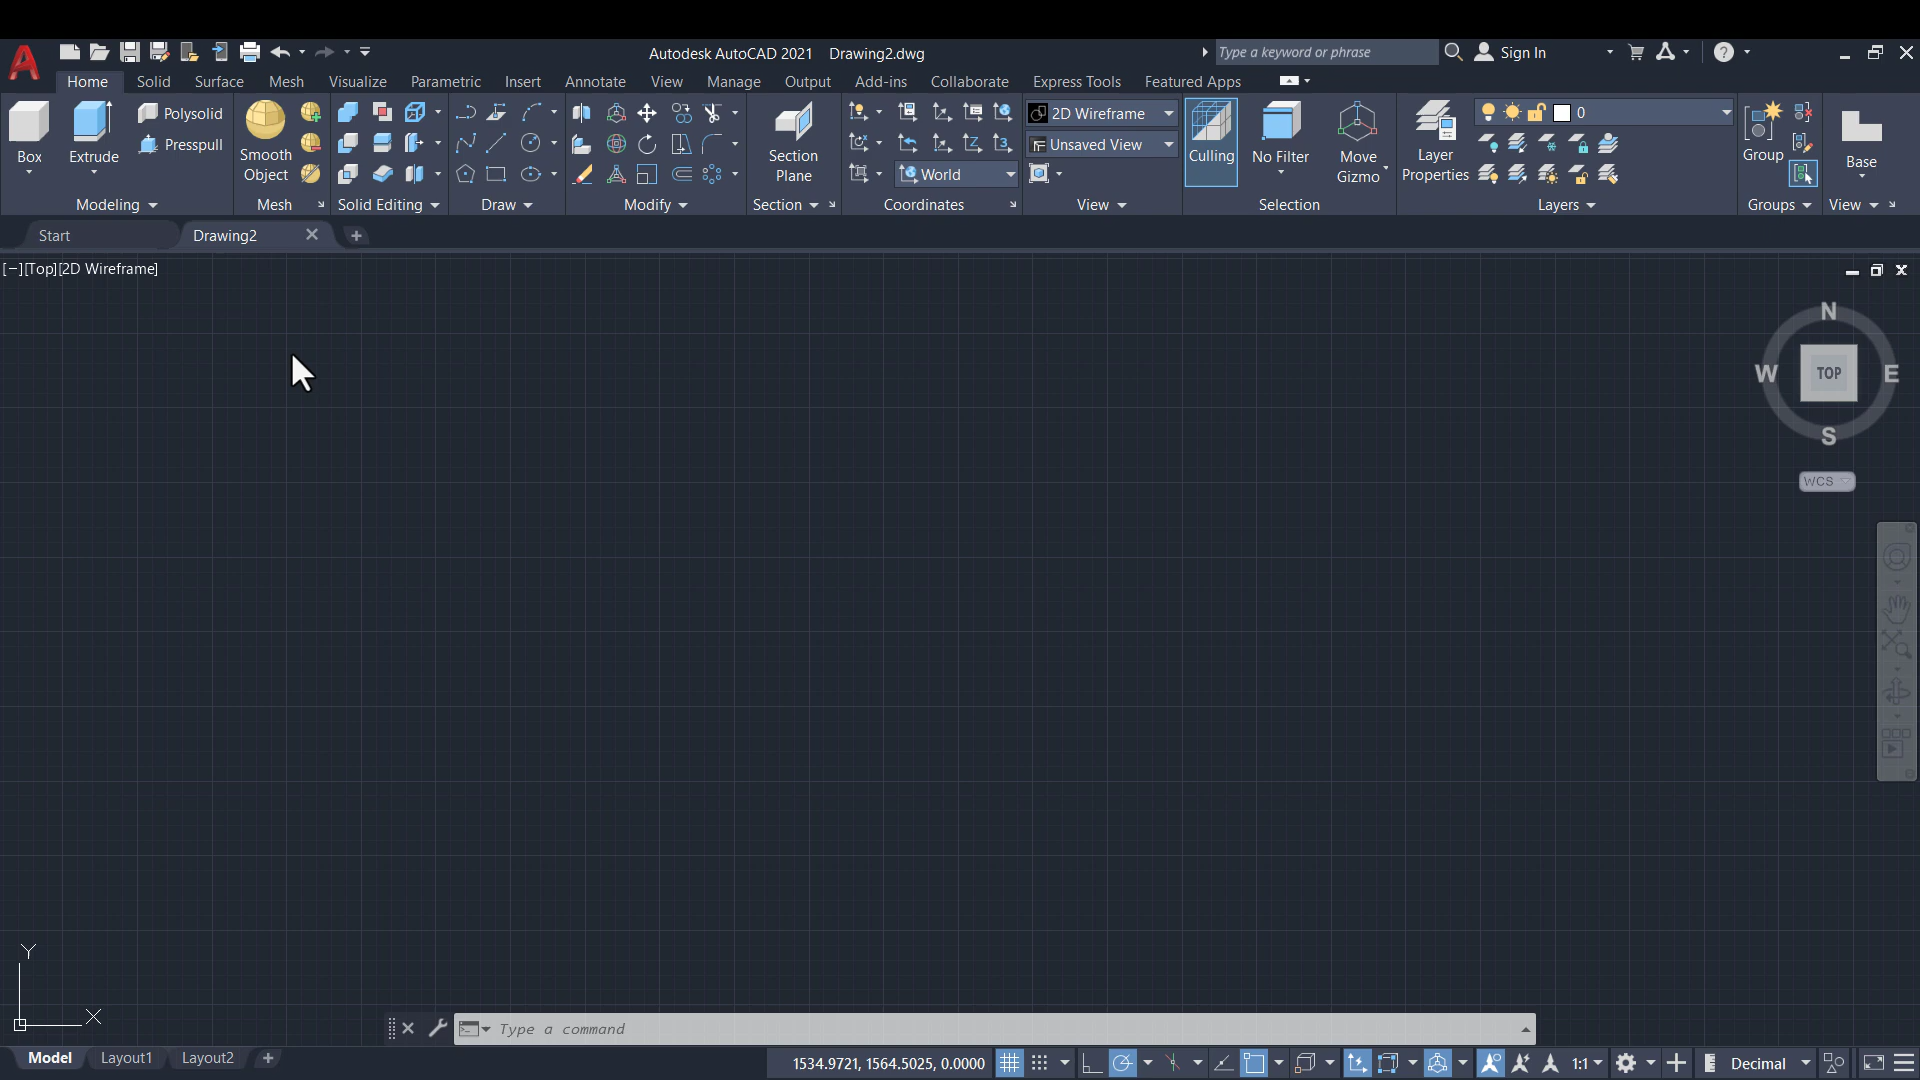 Autodesk AutoCAD 2021 Drawing2.dwg
Type a keyword or phrase
Sign In
Home Solid Surface Mesh Visualize Parametric Insert Annotate View Manage Output Add-ins Collaborate Express Tools Featured Apps
Box
Extrude
Polysolid
Presspull
Smooth
Object
Section
Plane
World
2D Wireframe
Unsaved View
Culling
No Filter
Move
Gizmo
Layer
Properties
0
Group
Base
Modeling Mesh Solid Editing Draw Modify Section Coordinates View Selection Layers Groups View
Start Drawing2
[−][Top][2D Wireframe]
N
W TOP E
S
WCS
Y
X
Type a command
Model Layout1 Layout2
1534.9721, 1564.5025, 0.0000
1:1
Decimal